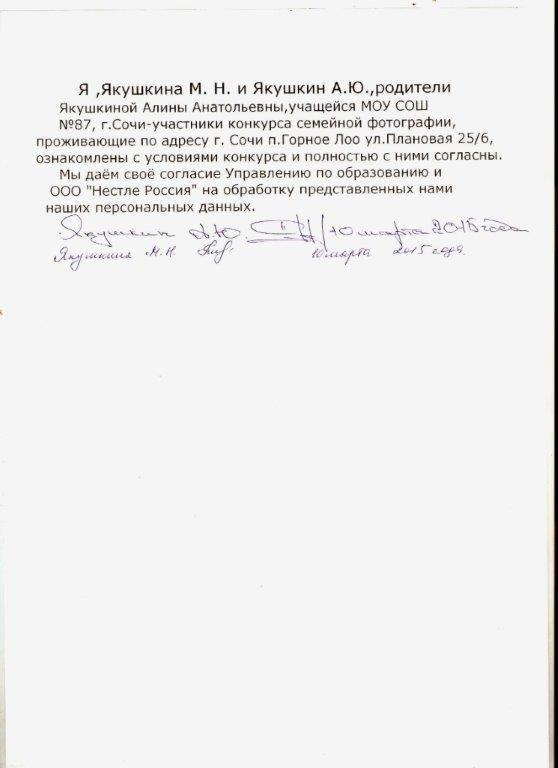 Я ,Якушкина М. Н. и Якушкин А.Ю.,родители
Якушкиной Алины Анатольевны,учащейся МОУ СОШ
№87, г.Сочи-участники конкурса семейной фотографии,
проживающие по адресу г. Сочи п.Горное Лоо ул.Плановая 25/6,
ознакомлены с условиями конкурса и полностью с ними согласны.
Мы даём своё согласие Управлению по образованию и
ООО "Нестле Россия" на обработку представленных нами
наших персональных данных.
Якушкин А.Ю. 10 марта 2015 года
Якушкина М.Н. 10 марта 2015 года